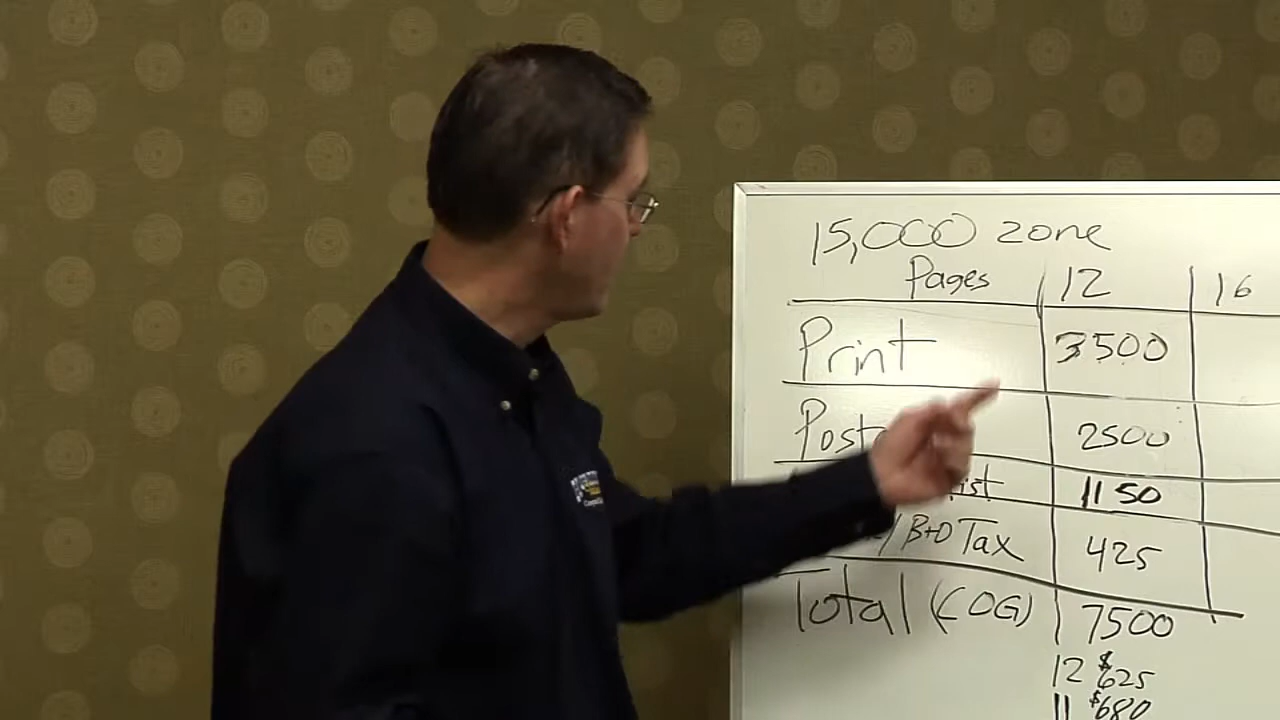 15,000 zone
Pages 12 16
Print 3500
2500
1150
B+O Tax 425
Total (COG) 7500
12 $625
11 $680